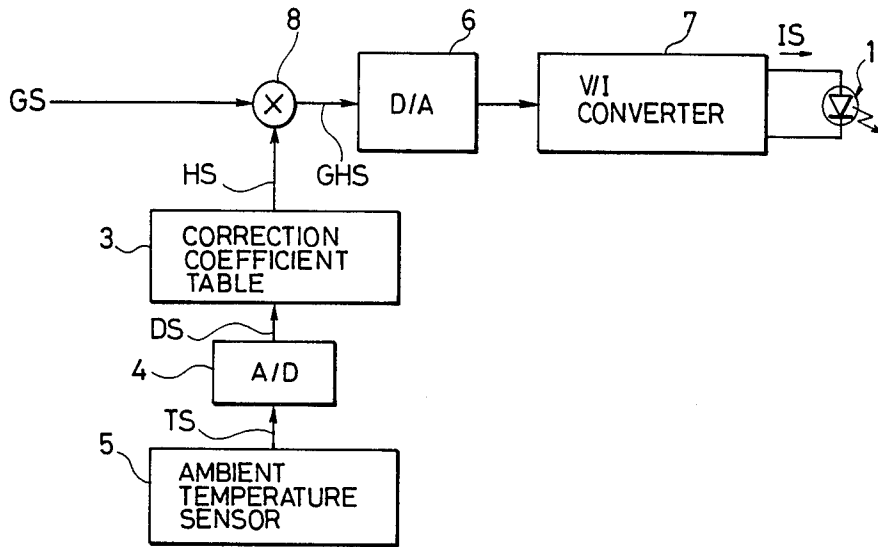 8
6
7
IS
1
GS
×
D/A
V/I
CONVERTER
GHS
HS
3
CORRECTION
COEFFICIENT
TABLE
DS
4
A/D
TS
5
AMBIENT
TEMPERATURE
SENSOR